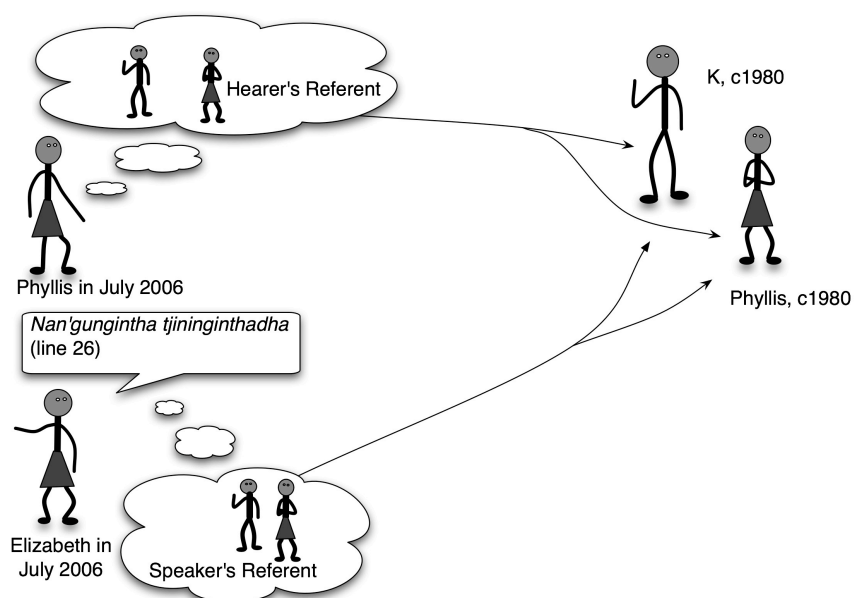 Hearer's Referent
K, c1980
Phyllis in July 2006
Phyllis, c1980
Nan'gungintha tjininginthadha
(line 26)
Elizabeth in
July 2006
Speaker's Referent